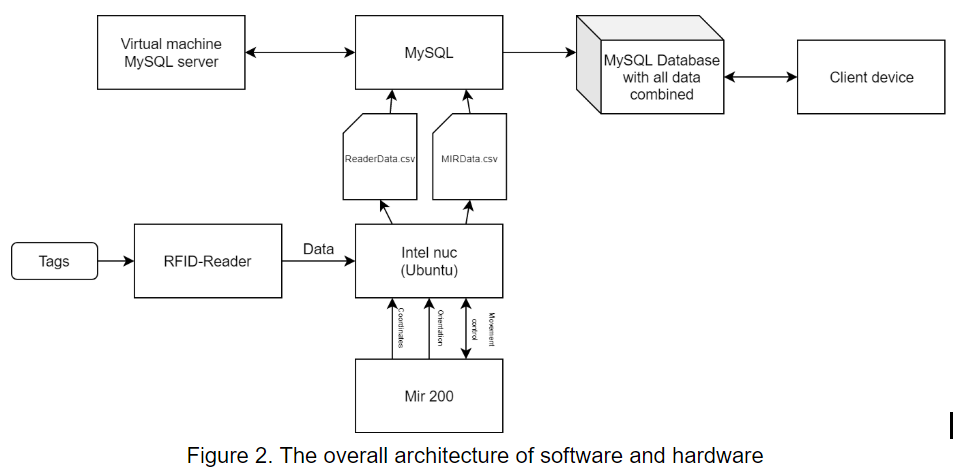 Virtual machine
MySQL server
MySQL
MySQL Database
with all data
combined
Client device
ReaderData.csv
MIRData.csv
Tags
RFID-Reader
Data
Intel nuc
(Ubuntu)
Coordinates
Orientation
Movement
control
Mir 200
Figure 2. The overall architecture of software and hardware